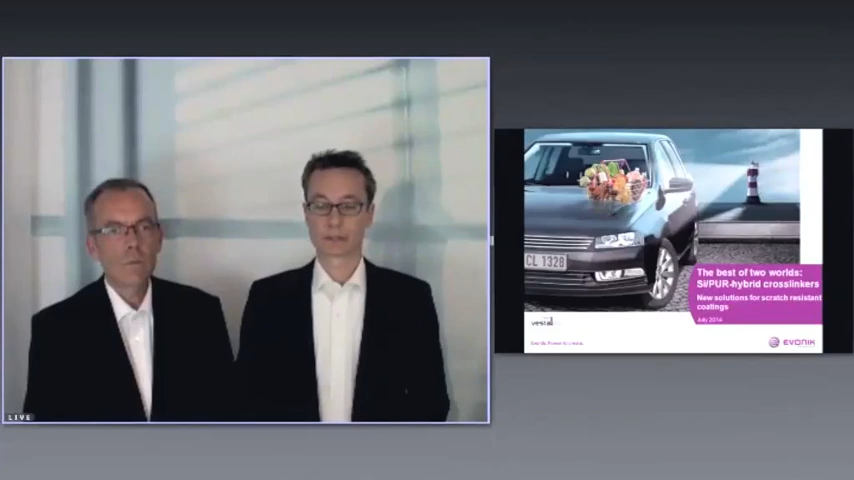 LIVE
CL 1328
The best of two worlds:
Si/PUR-hybrid crosslinkers
New solutions for scratch resistant
coatings
July 2014
EVONIK